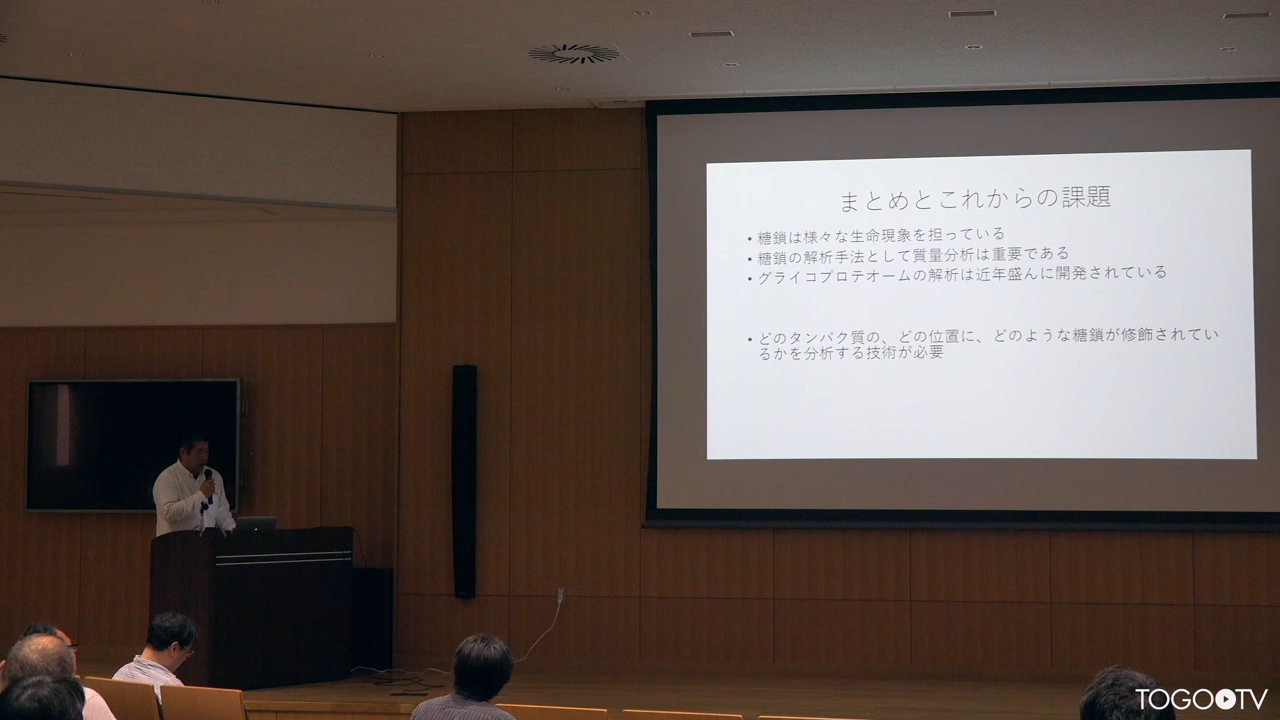 まとめとこれからの課題
• 糖鎖は様々な生命現象を担っている
• 糖鎖の解析手法として質量分析は重要である
• グライコプロテオームの解析は近年盛んに開発されている
• どのタンパク質の、どの位置に、どのような糖鎖が修飾されてい
るかを分析する技術が必要
TOGOTV